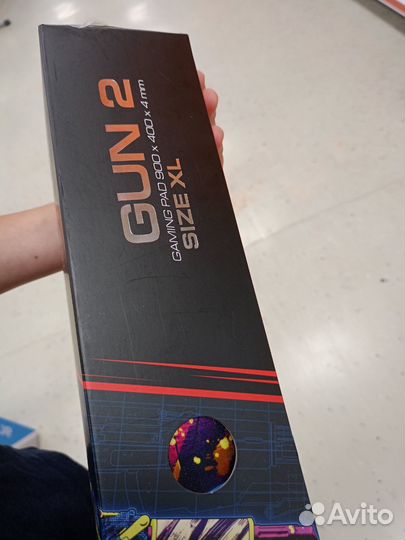 GUN 2
GAMING PAD 900 x 400 x 4 mm
SIZE XL
Avito